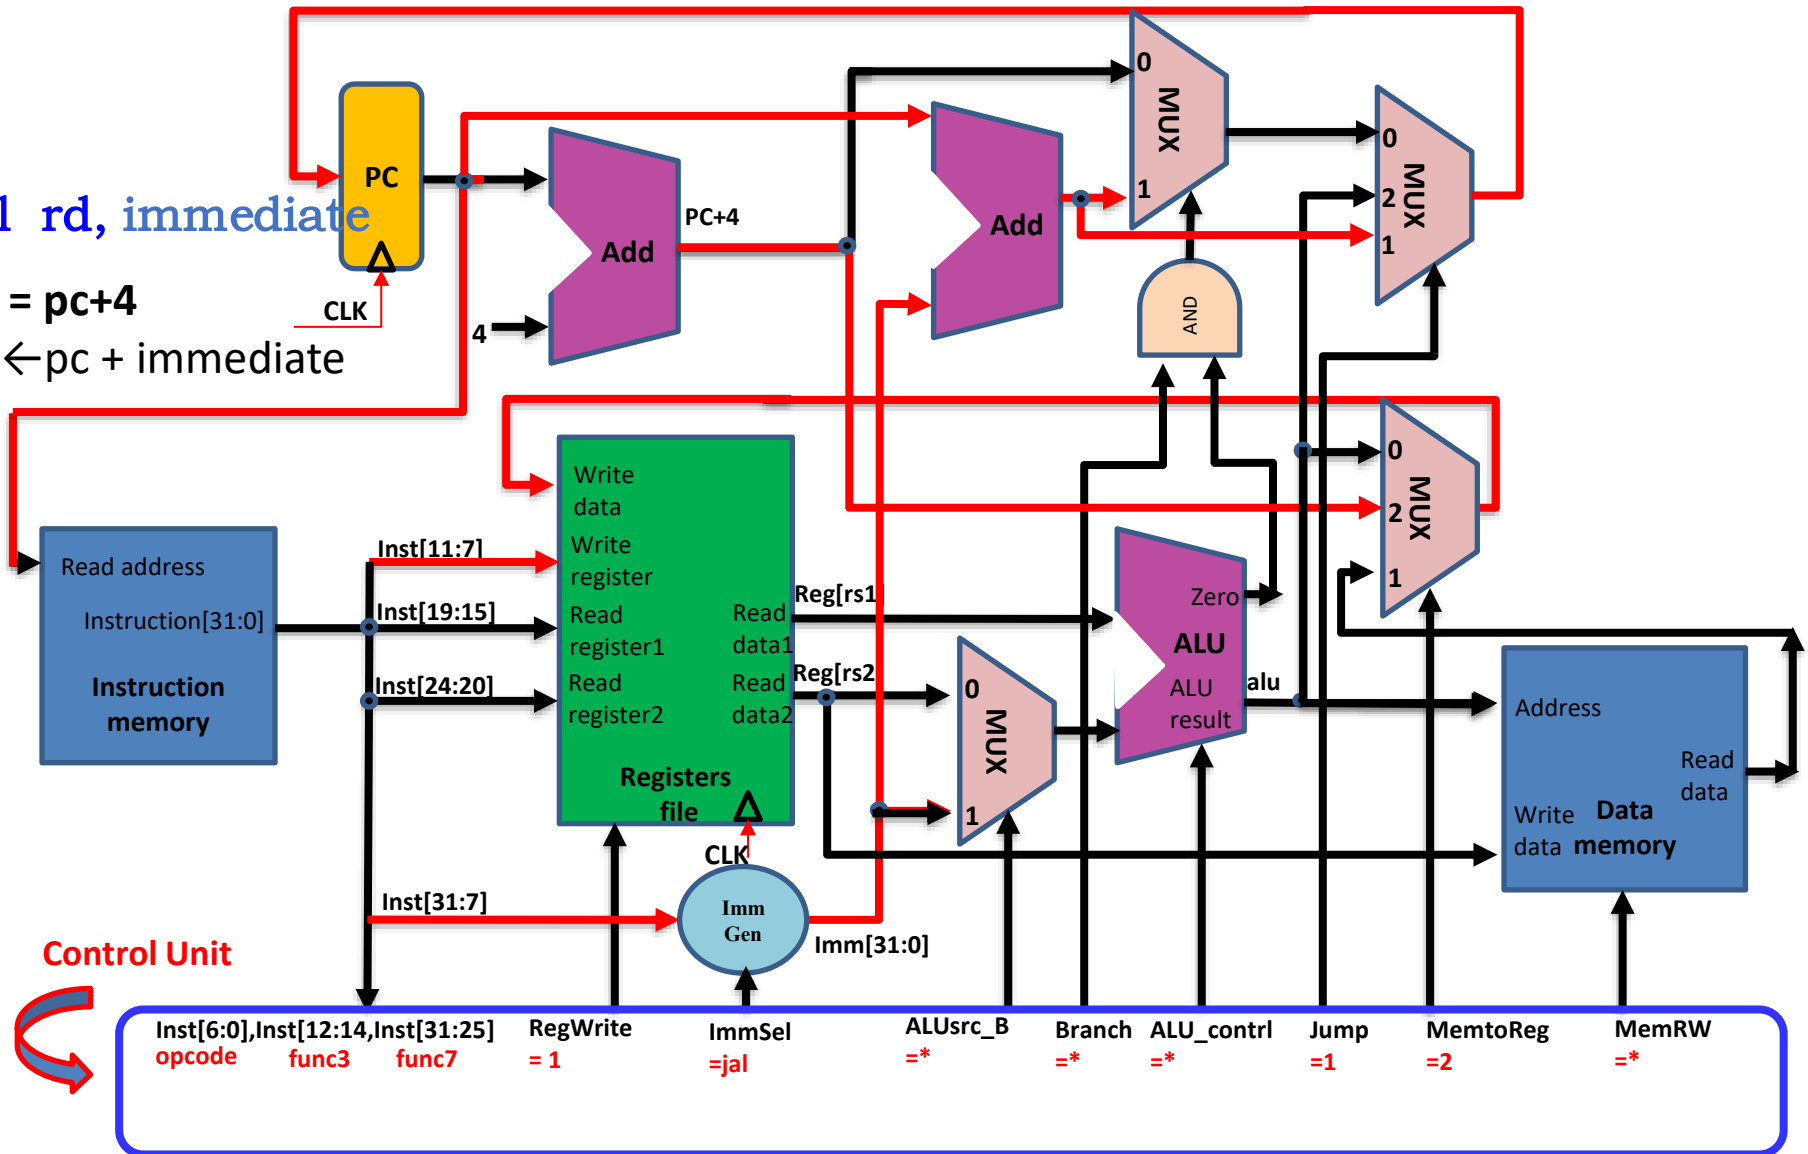 l rd, immediate
= pc+4
←pc + immediate
PC
CLK
4
Add
PC+4
Add
0
MUX
1
0
2
1
MUX
AND
Read address
Instruction[31:0]
Instruction
memory
Inst[11:7]
Inst[19:15]
Inst[24:20]
Inst[31:7]
Write
data
Write
register
Read
register1
Read
register2
Read
data1
Read
data2
Registers
file
CLK
Reg[rs1
Reg[rs2
Imm
Gen
Imm[31:0]
0
MUX
1
Zero
ALU
ALU
result
alu
0
2
1
MUX
Address
Read
data
Write
data
Data
memory
Control Unit
Inst[6:0],Inst[12:14,Inst[31:25] RegWrite ImmSel ALUsrc_B Branch ALU_contrl Jump MemtoReg MemRW
opcode func3 func7 = 1 =jal =* =* =* =1 =2 =*